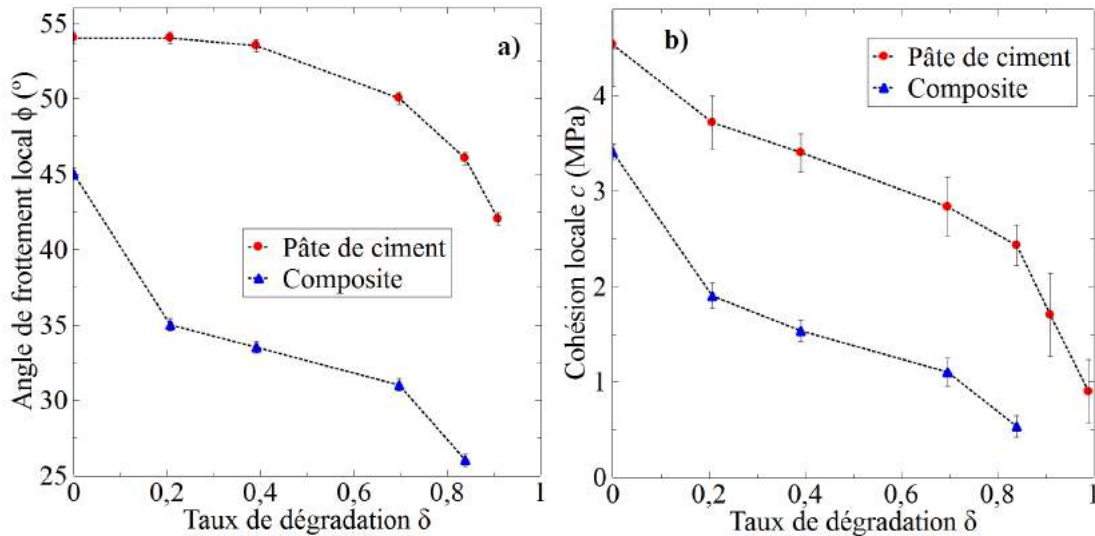 a)
Angle de frottement local ϕ (º)
55
50
45
40
35
30
25
Pâte de ciment
Composite
0 0,2 0,4 0,6 0,8 1
Taux de dégradation δ
b)
Cohésion locale c (MPa)
4
3
2
1
0
Pâte de ciment
Composite
0 0,2 0,4 0,6 0,8 1
Taux de dégradation δ